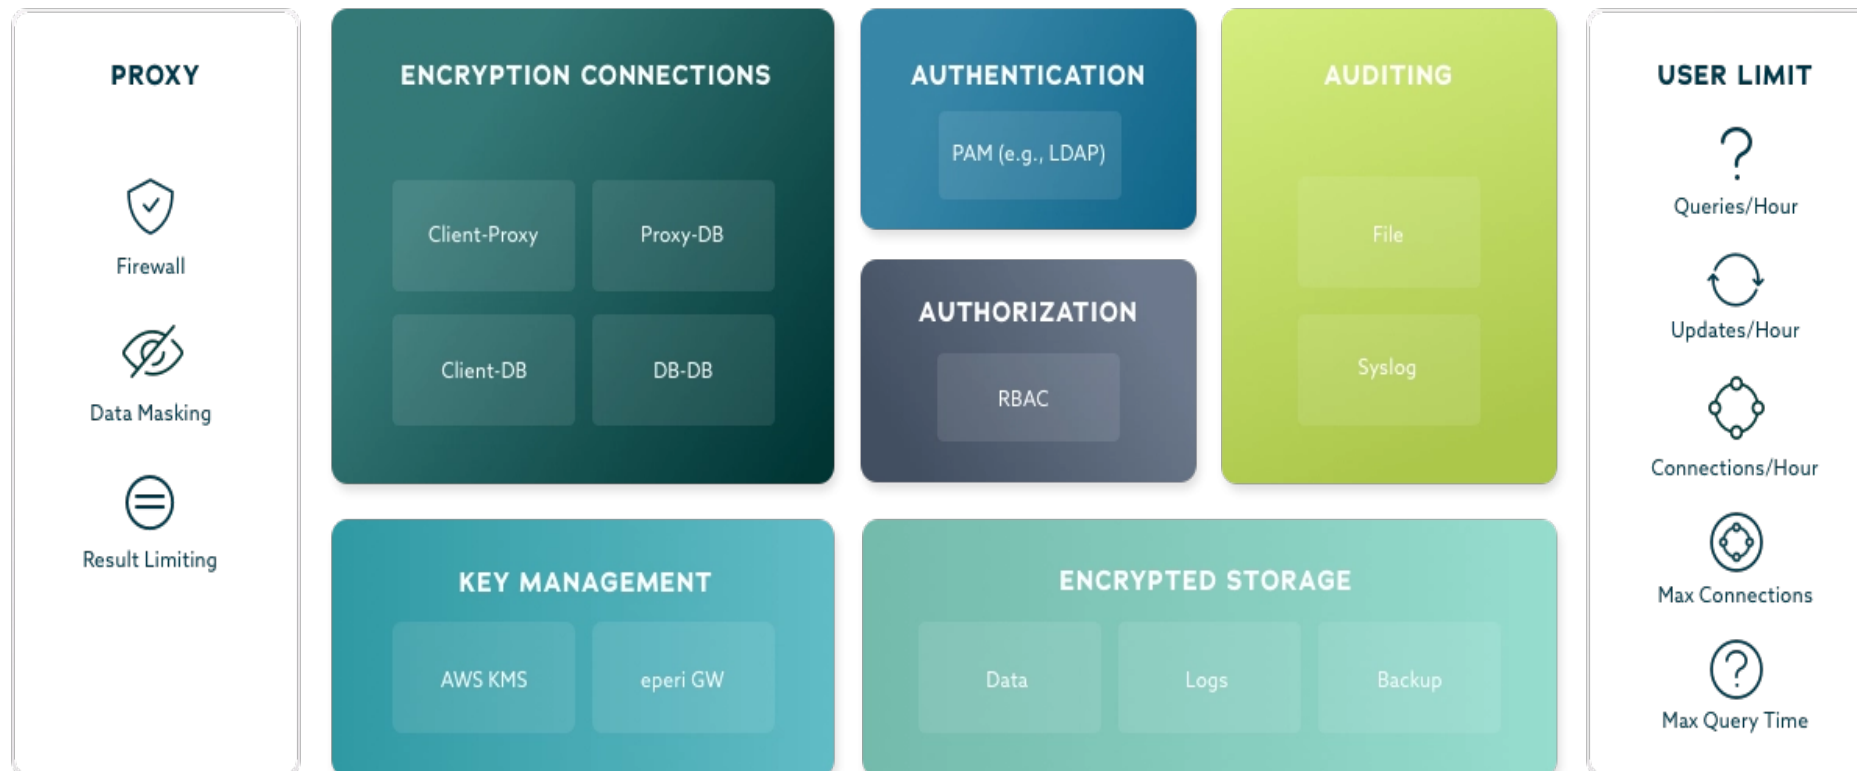 PROXY
Firewall
Data Masking
Result Limiting
ENCRYPTION CONNECTIONS
Client-Proxy
Proxy-DB
Client-DB
DB-DB
AUTHENTICATION
PAM (e.g., LDAP)
AUTHORIZATION
RBAC
AUDITING
File
Syslog
KEY MANAGEMENT
AWS KMS
eperi GW
ENCRYPTED STORAGE
Data
Logs
Backup
USER LIMIT
Queries/Hour
Updates/Hour
Connections/Hour
Max Connections
Max Query Time